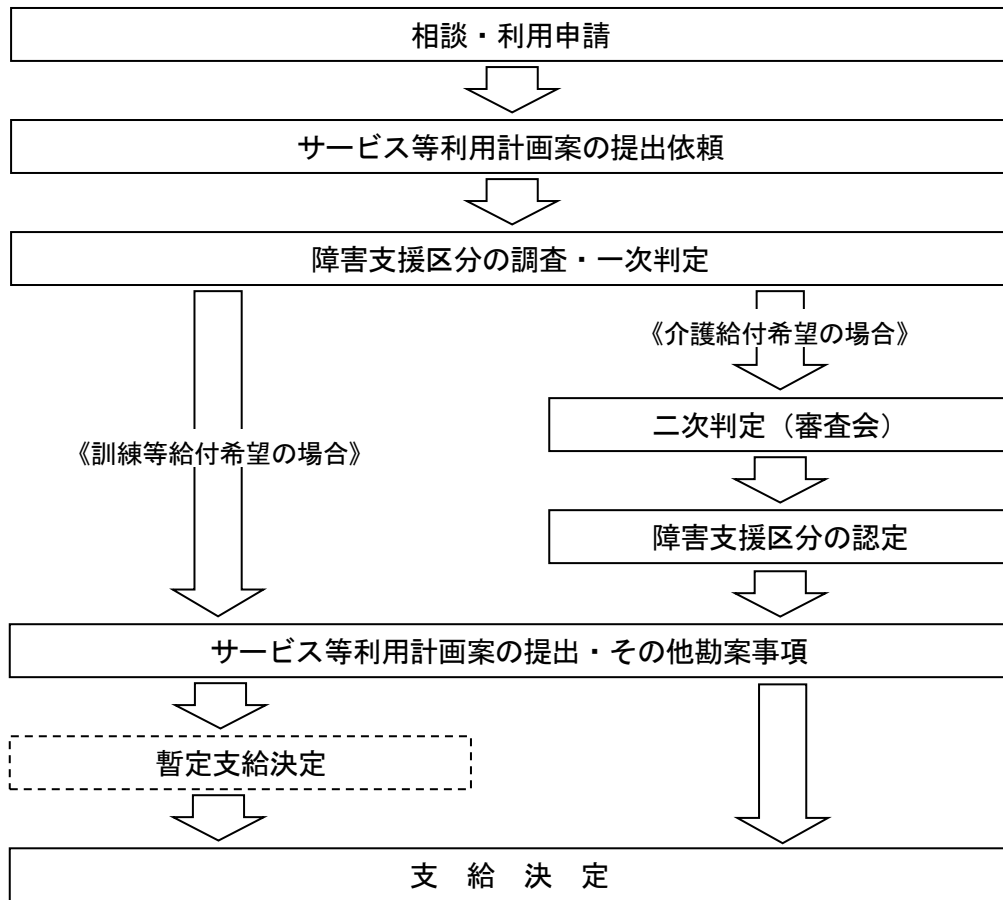 相談・利用申請
サービス等利用計画案の提出依頼
障害支援区分の調査・一次判定
《介護給付希望の場合》
二次判定（審査会）
《訓練等給付希望の場合》
障害支援区分の認定
サービス等利用計画案の提出・その他勘案事項
暫定支給決定
支　給　決　定